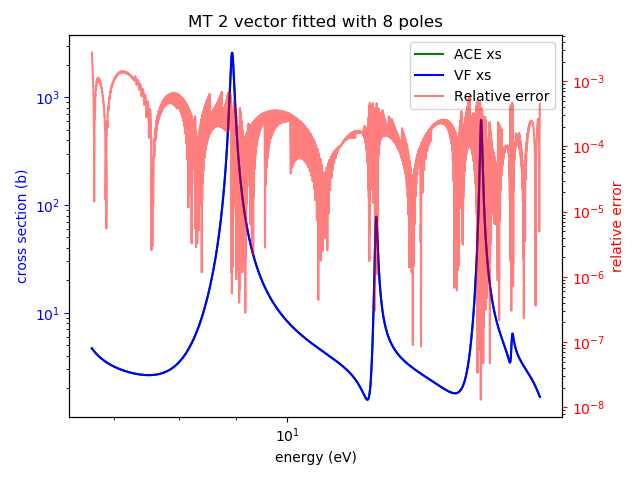 MT 2 vector fitted with 8 poles
ACE xs
VF xs
Relative error
cross section (b)
10³
10²
10¹
10¹
energy (eV)
relative error
10⁻³
10⁻⁴
10⁻⁵
10⁻⁶
10⁻⁷
10⁻⁸